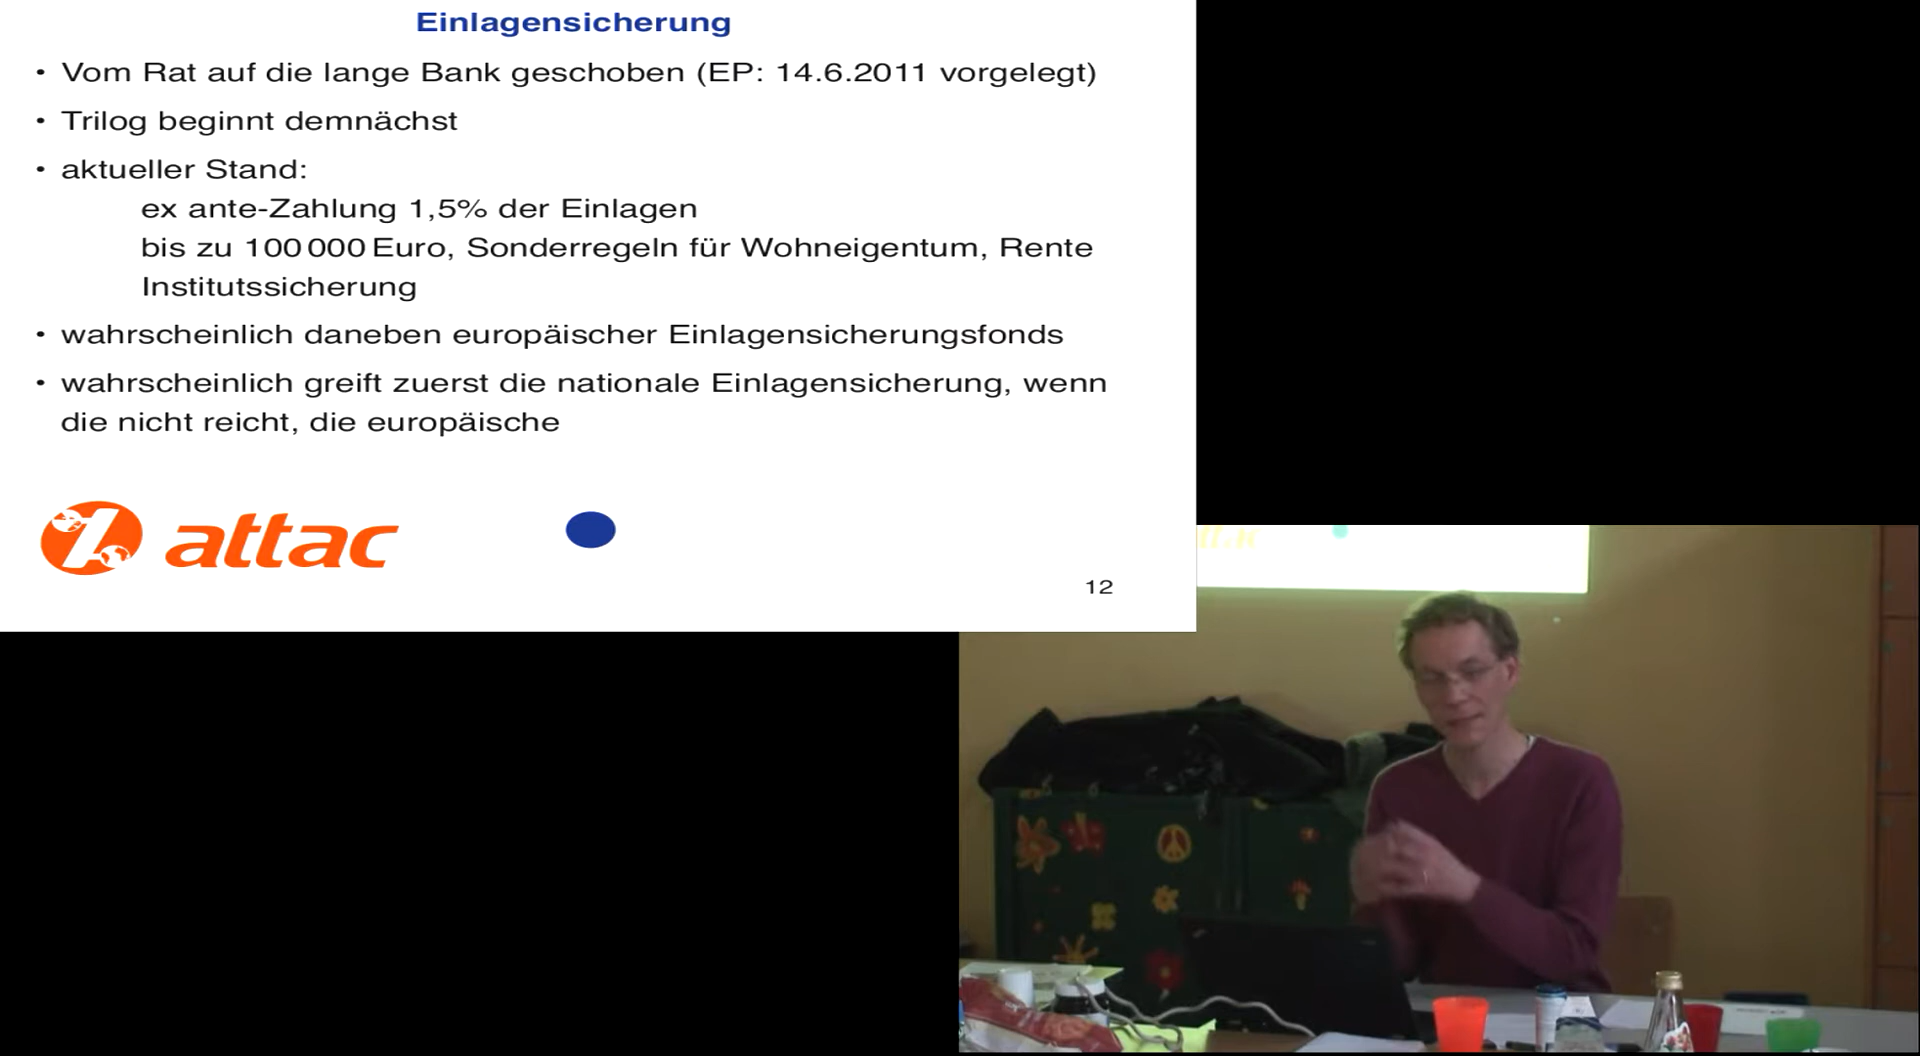 Einlagensicherung
• Vom Rat auf die lange Bank geschoben (EP: 14.6.2011 vorgelegt)
• Trilog beginnt demnächst
• aktueller Stand:
ex ante-Zahlung 1,5% der Einlagen
bis zu 100 000 Euro, Sonderregeln für Wohneigentum, Rente
Institutssicherung
• wahrscheinlich daneben europäischer Einlagensicherungsfonds
• wahrscheinlich greift zuerst die nationale Einlagensicherung, wenn
die nicht reicht, die europäische
attac
12